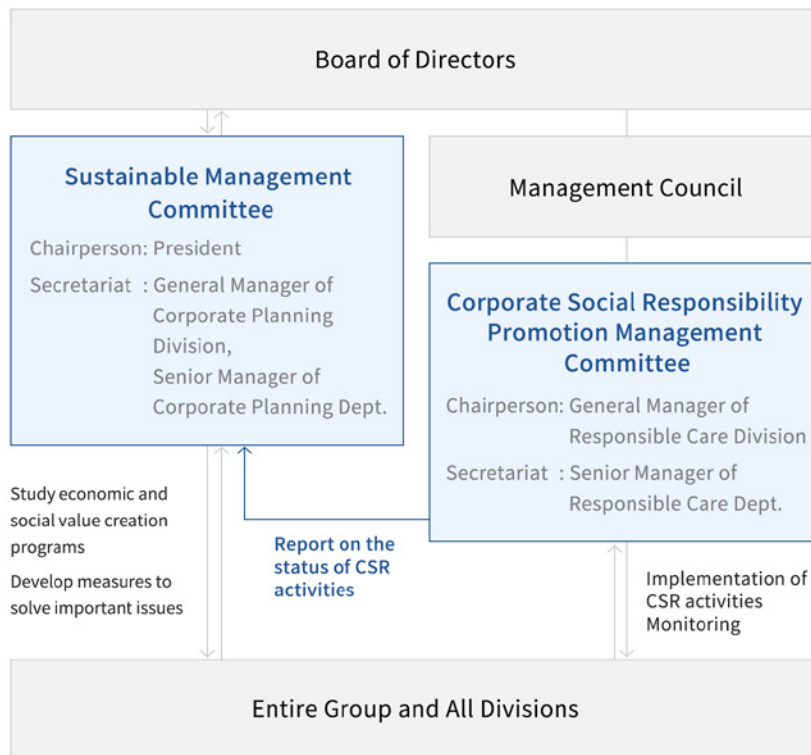 Board of Directors
Sustainable Management
Committee
Chairperson: President
Secretariat : General Manager of
Corporate Planning
Division,
Senior Manager of
Corporate Planning Dept.
Management Council
Corporate Social Responsibility
Promotion Management
Committee
Chairperson: General Manager of
Responsible Care Division
Secretariat : Senior Manager of
Responsible Care Dept.
Study economic and
social value creation
programs
Develop measures to
solve important issues
Report on the
status of CSR
activities
Implementation of
CSR activities
Monitoring
Entire Group and All Divisions